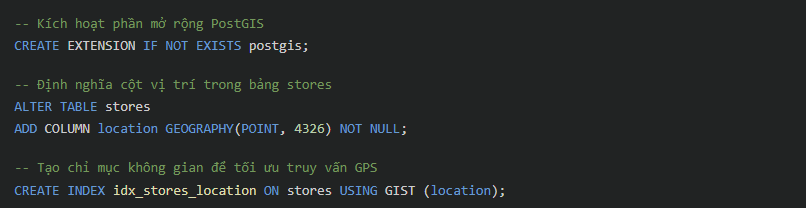 -- Kích hoạt phần mở rộng PostGIS
CREATE EXTENSION IF NOT EXISTS postgis;
-- Định nghĩa cột vị trí trong bảng stores
ALTER TABLE stores
ADD COLUMN location GEOGRAPHY(POINT, 4326) NOT NULL;
-- Tạo chỉ mục không gian để tối ưu truy vấn GPS
CREATE INDEX idx_stores_location ON stores USING GIST (location);